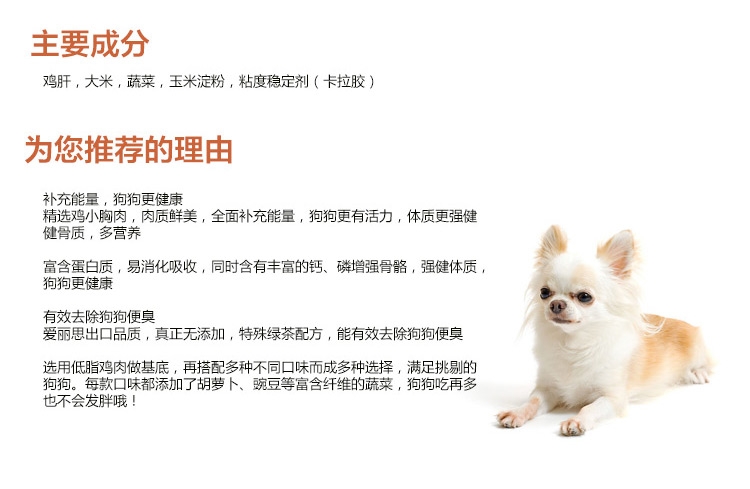 主要成分
鸡肝，大米，蔬菜，玉米淀粉，粘度稳定剂（卡拉胶）
为您推荐的理由
补充能量，狗狗更健康
精选鸡小胸肉，肉质鲜美，全面补充能量，狗狗更有活力，体质更强健
健骨质，多营养
富含蛋白质，易消化吸收，同时含有丰富的钙、磷增强骨骼，强健体质，
狗狗更健康
有效去除狗狗便臭
爱丽思出口品质，真正无添加，特殊绿茶配方，能有效去除狗狗便臭
选用低脂鸡肉做基底，再搭配多种不同口味而成多种选择，满足挑剔的
狗狗。每款口味都添加了胡萝卜、豌豆等富含纤维的蔬菜，狗狗吃再多
也不会发胖哦！